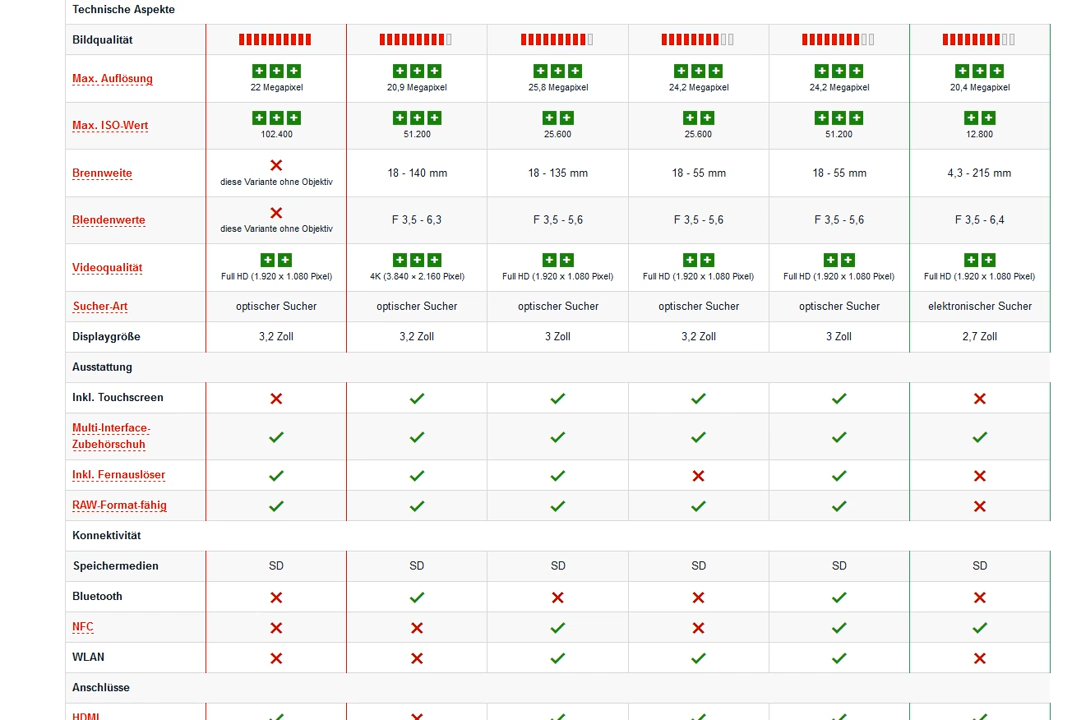 Technische Aspekte
Bildqualität
Max. Auflösung 22 Megapixel 20,9 Megapixel 25,8 Megapixel 24,2 Megapixel 24,2 Megapixel 20,4 Megapixel
Max. ISO-Wert 102.400 51.200 25.600 25.600 51.200 12.800
Brennweite diese Variante ohne Objektiv 18 - 140 mm 18 - 135 mm 18 - 55 mm 18 - 55 mm 4,3 - 215 mm
Blendenwerte diese Variante ohne Objektiv F 3,5 - 6,3 F 3,5 - 5,6 F 3,5 - 5,6 F 3,5 - 5,6 F 3,5 - 6,4
Videoqualität Full HD (1.920 x 1.080 Pixel) 4K (3.840 × 2.160 Pixel) Full HD (1.920 x 1.080 Pixel) Full HD (1.920 x 1.080 Pixel) Full HD (1.920 x 1.080 Pixel) Full HD (1.920 x 1.080 Pixel)
Sucher-Art optischer Sucher optischer Sucher optischer Sucher optischer Sucher optischer Sucher elektronischer Sucher
Displaygröße 3,2 Zoll 3,2 Zoll 3 Zoll 3,2 Zoll 3 Zoll 2,7 Zoll
Ausstattung
Inkl. Touchscreen
Multi-Interface-
Zubehörschuh
Inkl. Fernauslöser
RAW-Format-fähig
Konnektivität
Speichermedien SD SD SD SD SD SD
Bluetooth
NFC
WLAN
Anschlüsse
HDMI